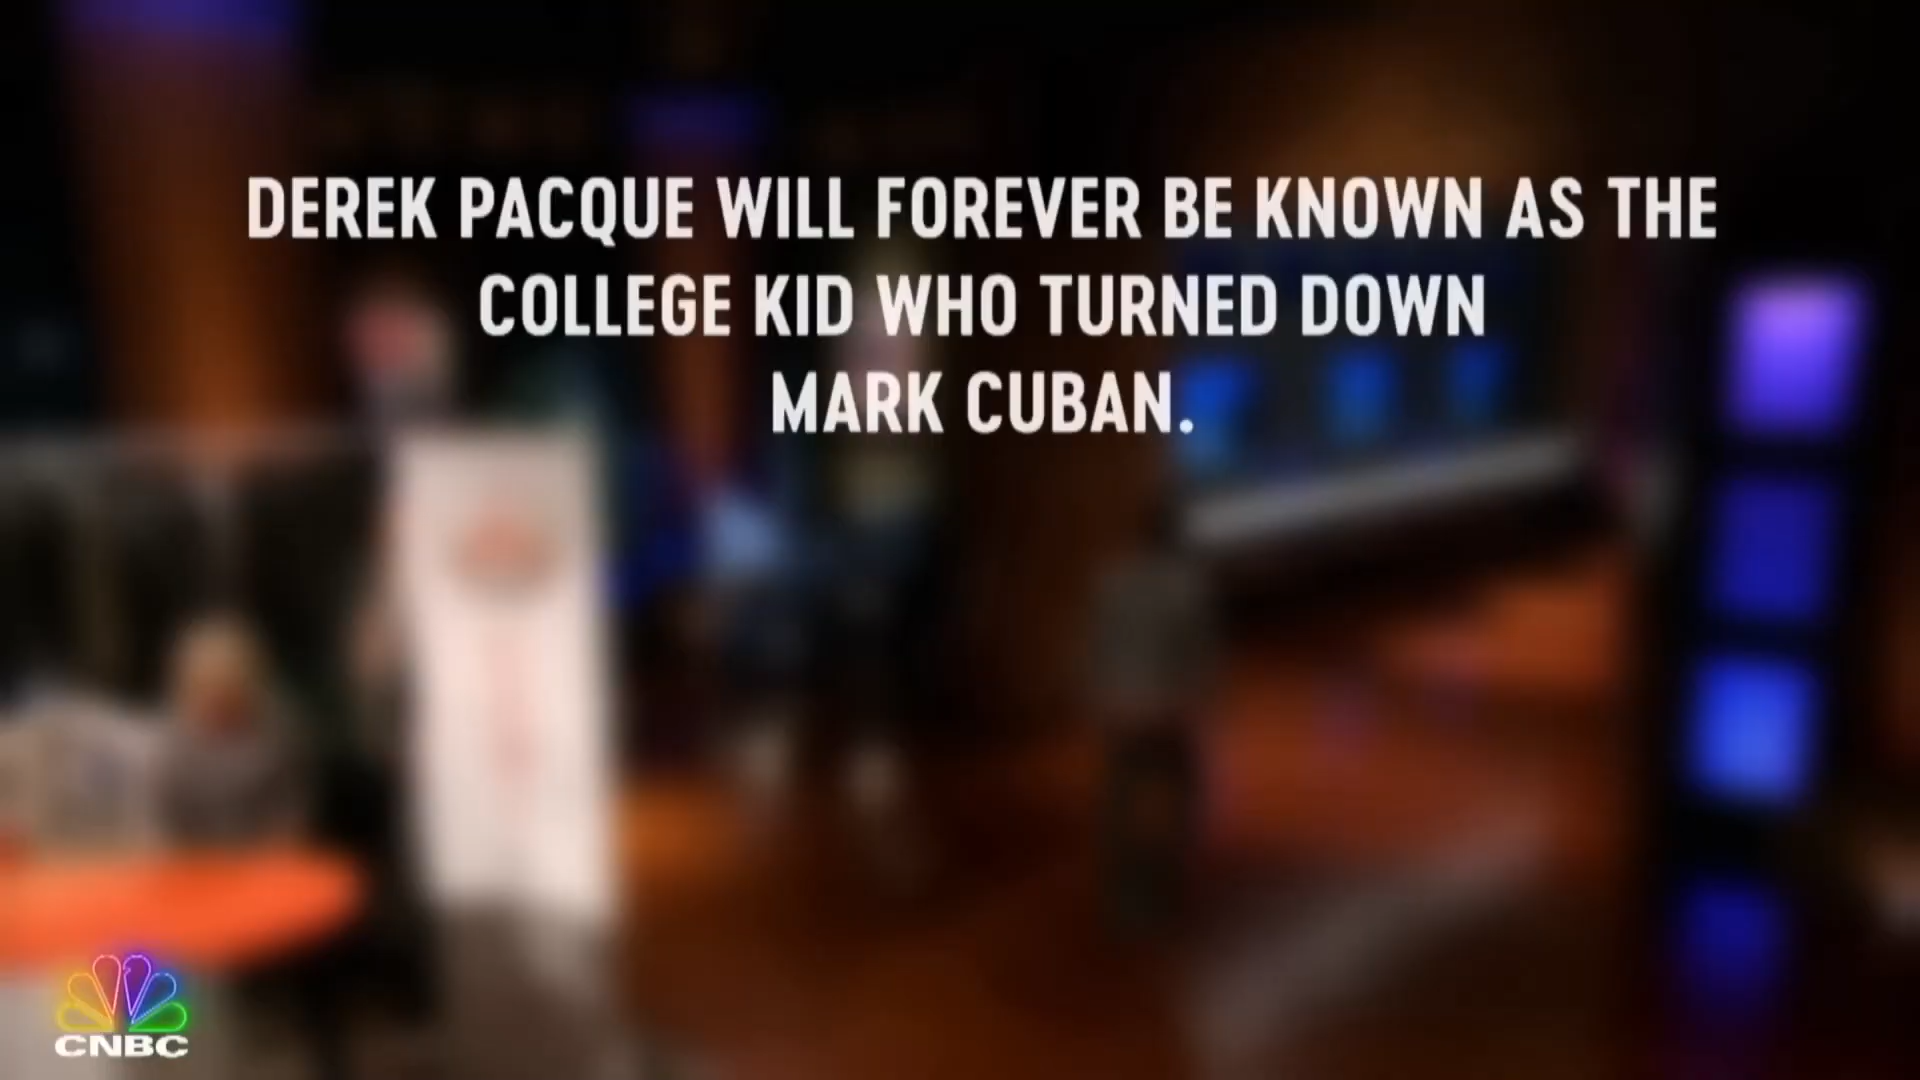 DEREK PACQUE WILL FOREVER BE KNOWN AS THE
COLLEGE KID WHO TURNED DOWN
MARK CUBAN.
CNBC